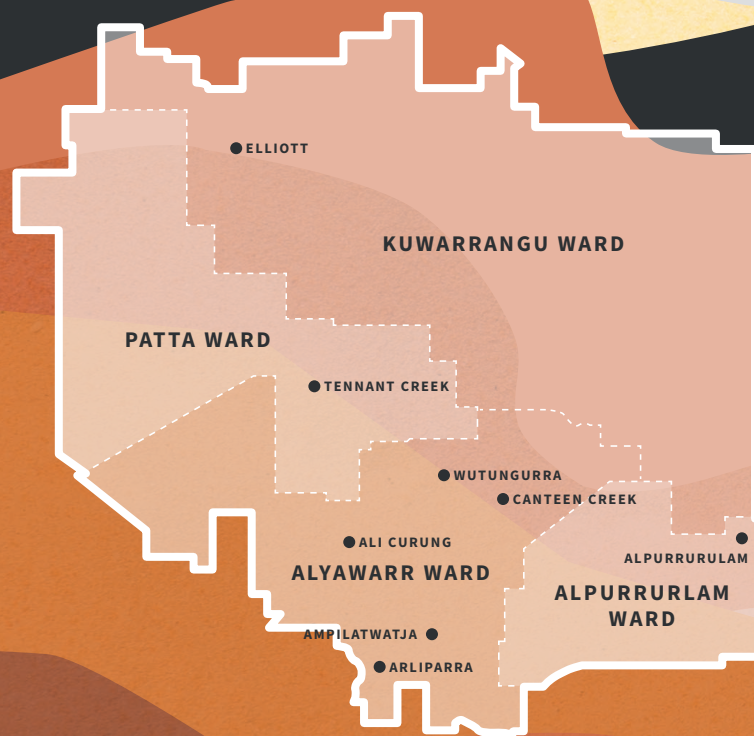 ELLIOTT
KUWARRANGU WARD
PATTA WARD
TENNANT CREEK
WUTUNGURRA
CANTEEN CREEK
ALI CURUNG
ALPURRURULAM
ALYAWARR WARD
ALPURRURLAM
WARD
AMPILATWATJA
ARLIPARRA